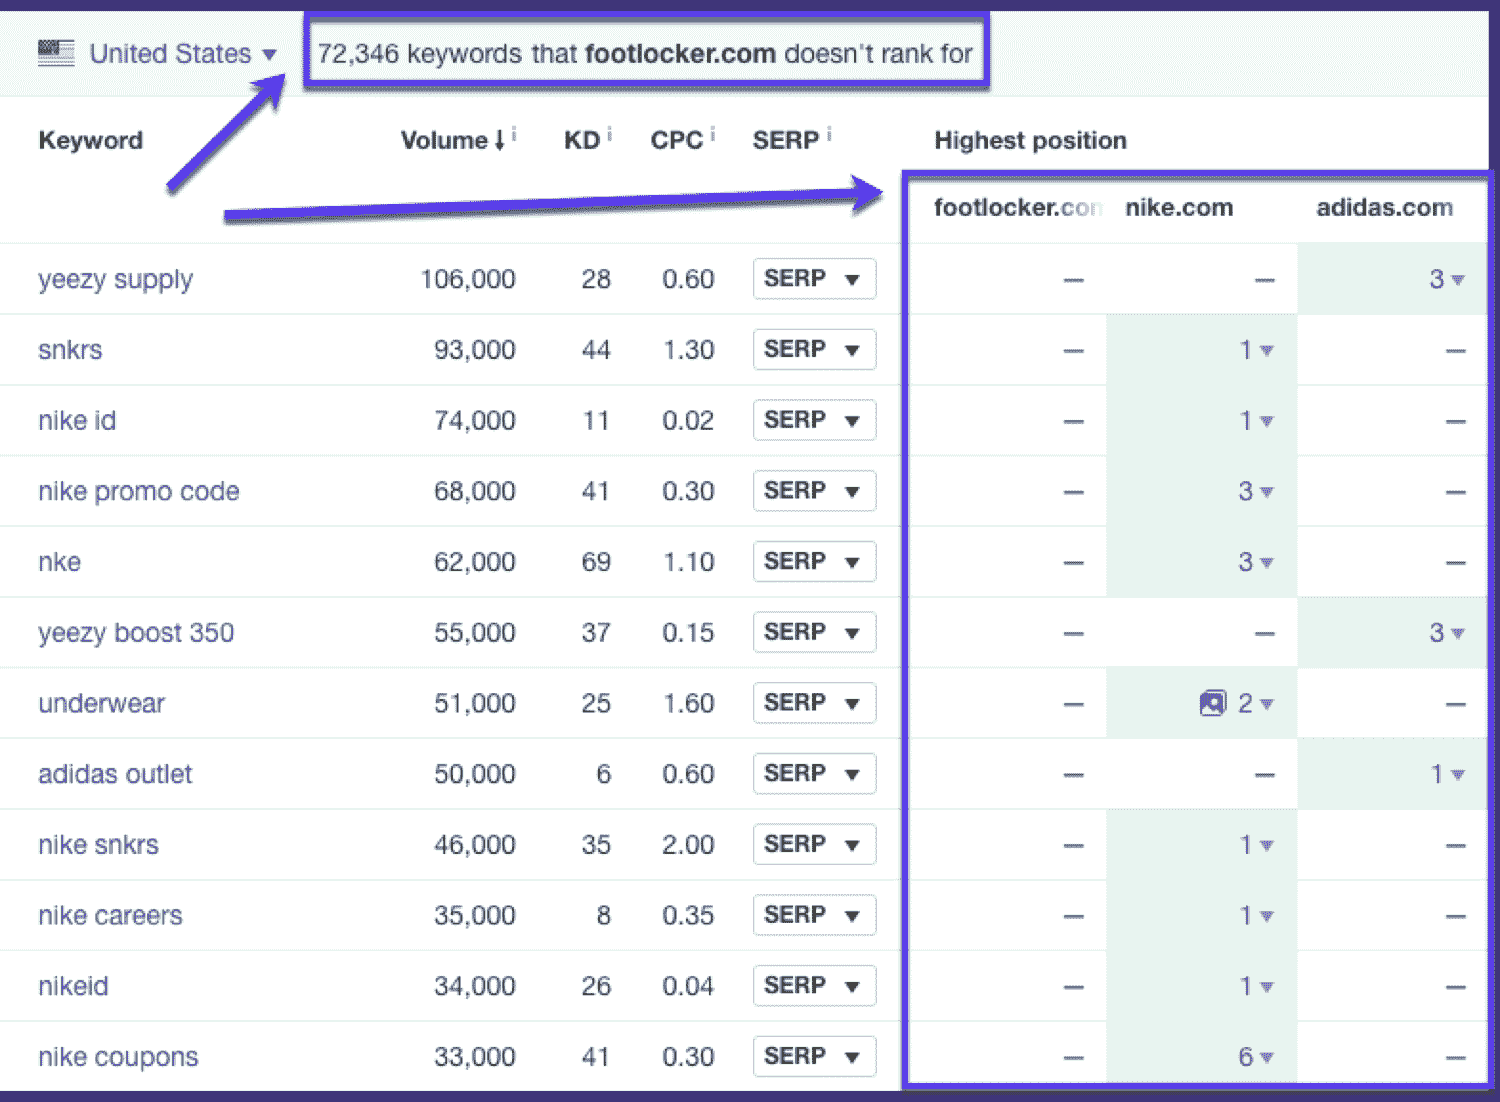 United States 72,346 keywords that footlocker.com doesn't rank for
Keyword Volume KD CPC SERP Highest position
footlocker.com nike.com adidas.com
yeezy supply 106,000 28 0.60 SERP — — 3
snkrs 93,000 44 1.30 SERP — 1 —
nike id 74,000 11 0.02 SERP — 1 —
nike promo code 68,000 41 0.30 SERP — 3 —
nke 62,000 69 1.10 SERP — 3 —
yeezy boost 350 55,000 37 0.15 SERP — — 3
underwear 51,000 25 1.60 SERP — 2 —
adidas outlet 50,000 6 0.60 SERP — — 1
nike snkrs 46,000 35 2.00 SERP — 1 —
nike careers 35,000 8 0.35 SERP — 1 —
nikeid 34,000 26 0.04 SERP — 1 —
nike coupons 33,000 41 0.30 SERP — 6 —